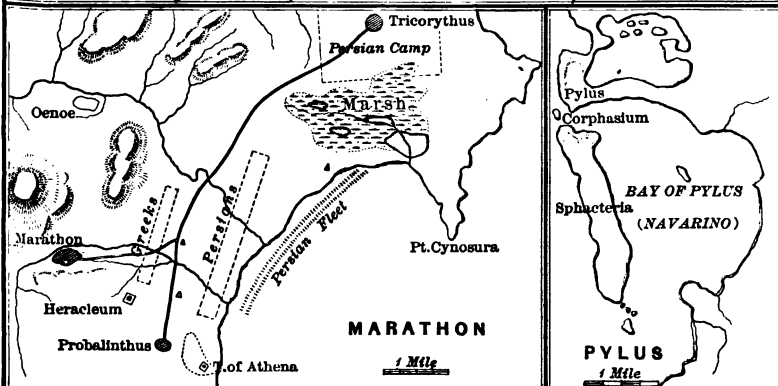 Tricorythus
Persian Camp
Marsh
Oenoe
Greeks
Persians
Persian Fleet
Marathon
Pt. Cynosura
Heracleum
Probalinthus
T. of Athena
MARATHON
1 Mile
Pylus
Corphasium
Sphacteria
BAY OF PYLUS
(NAVARINO)
PYLUS
1 Mile